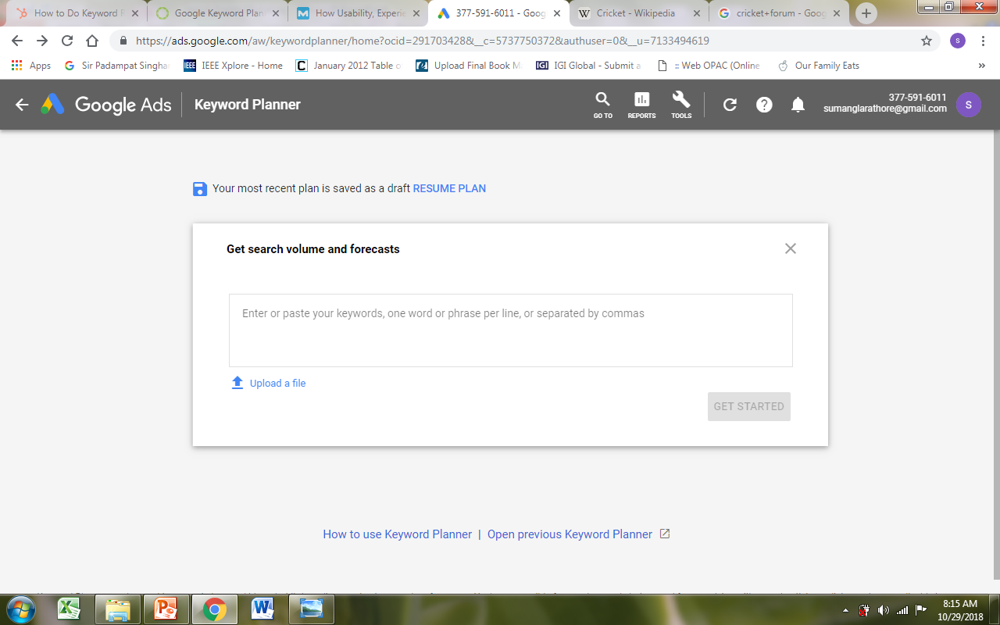 How to Do Keyword P
Google Keyword Plan
How Usability, Experie
377-591-6011 - Goog
Cricket - Wikipedia
cricket+forum - Goog
https://ads.google.com/aw/keywordplanner/home?ocid=291703428&__c=5737750372&authuser=0&__u=7133494619
S
Apps
Sir Padampat Singha
IEEE Xplore - Home
January 2012 Table o
Upload Final Book Ma
IGI Global - Submit a
:: Web OPAC (Online
Our Family Eats
»
Google Ads
Keyword Planner
GO TO
REPORTS
TOOLS
377-591-6011
sumanglarathore@gmail.com
S
Your most recent plan is saved as a draft RESUME PLAN
Get search volume and forecasts
Enter or paste your keywords, one word or phrase per line, or separated by commas
Upload a file
GET STARTED
How to use Keyword Planner | Open previous Keyword Planner
8:15 AM
10/29/2018